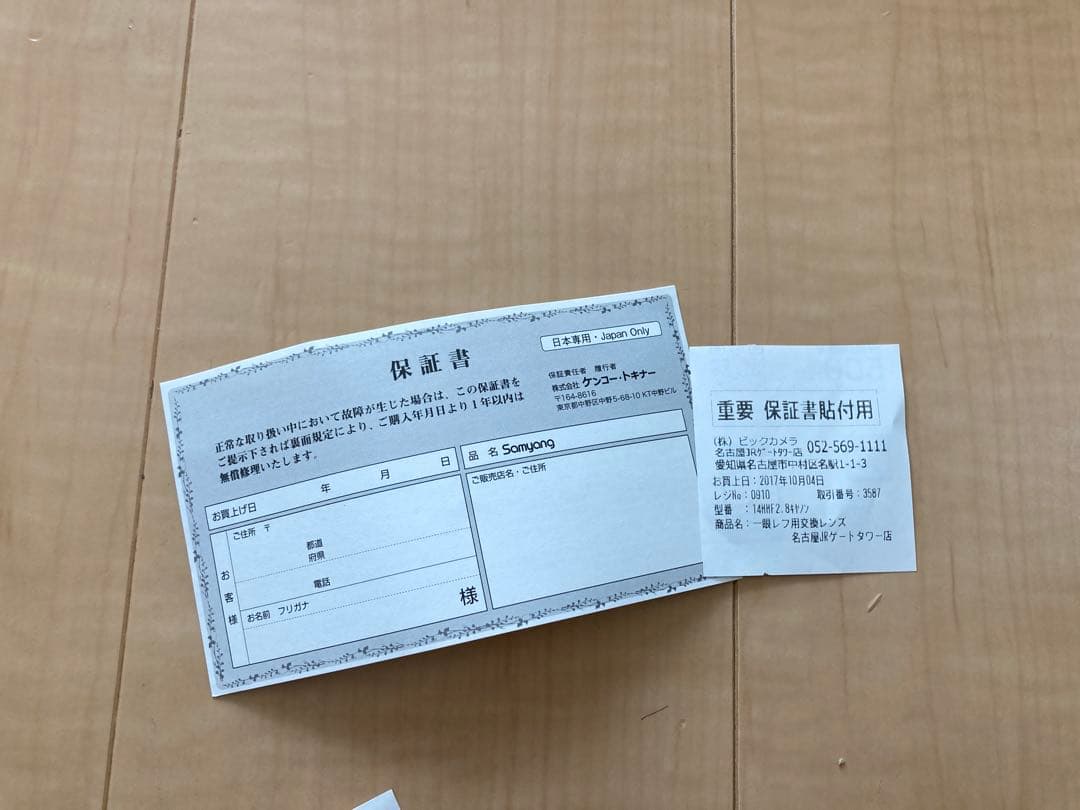 保証書
日本専用・Japan Only
正常な取り扱い中において故障が生じた場合は、この保証書を
ご提示下されば裏面規定により、ご購入年月日より1年以内は
無償修理いたします。
保証責任者 履行者
株式会社 ケンコー・トキナー
〒164-8616
東京都中野区中野5-68-10 KT中野ビル
お買上げ日 年 月 日
品名 Samyang
お客様
ご住所 〒
都道
府県
電話
お名前 フリガナ
様
ご販売店名・ご住所
重要 保証書貼付用
(株) ビックカメラ
名古屋JRゲートタワー店 052-569-1111
愛知県名古屋市中村区名駅1-1-3
お買上日:2017年10月04日
レジNo:0910 取引番号:3587
型番 :14MMF2.8キヤノン
商品名:一眼レフ用交換レンズ
名古屋JRゲートタワー店